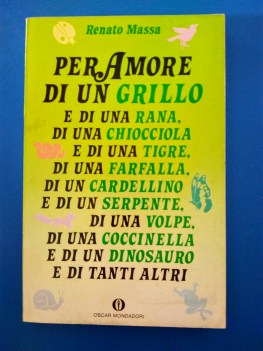 Renato Massa
PER AMORE
DI UN GRILLO
E DI UNA RANA,
DI UNA CHIOCCIOLA
E DI UNA TIGRE,
DI UNA FARFALLA,
DI UN CARDELLINO
E DI UN SERPENTE,
DI UNA VOLPE,
DI UNA COCCINELLA
E DI UN DINOSAURO
E DI TANTI ALTRI
OSCAR MONDADORI